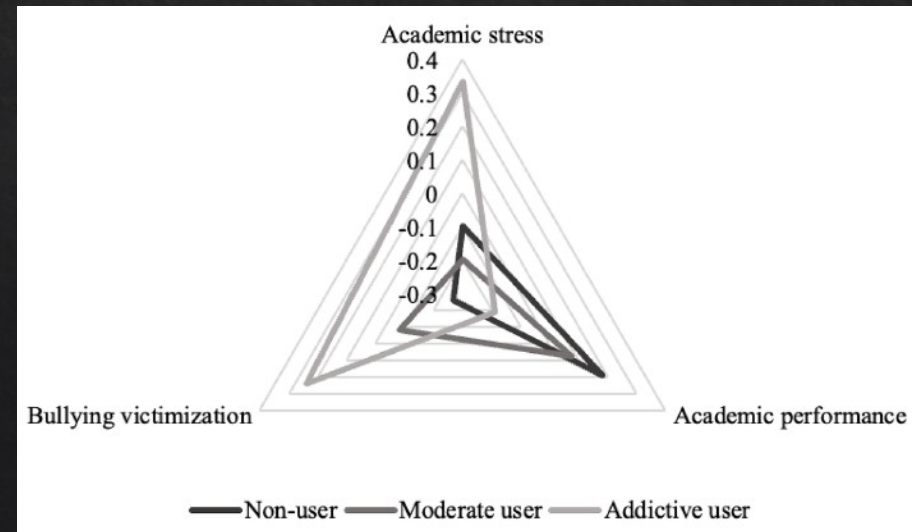 Academic stress
0.4
0.3
0.2
0.1
0
-0.1
-0.2
-0.3
Bullying victimization
Academic performance
Non-user
Moderate user
Addictive user